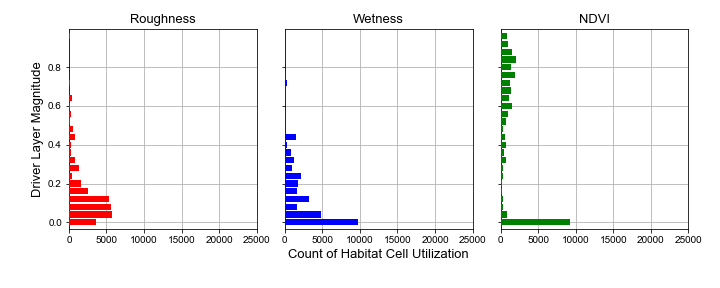 Roughness Wetness NDVI
Driver Layer Magnitude
0.8
0.6
0.4
0.2
0.0
0 5000 10000 15000 20000 25000 0 5000 10000 15000 20000 25000 0 5000 10000 15000 20000 25000
Count of Habitat Cell Utilization